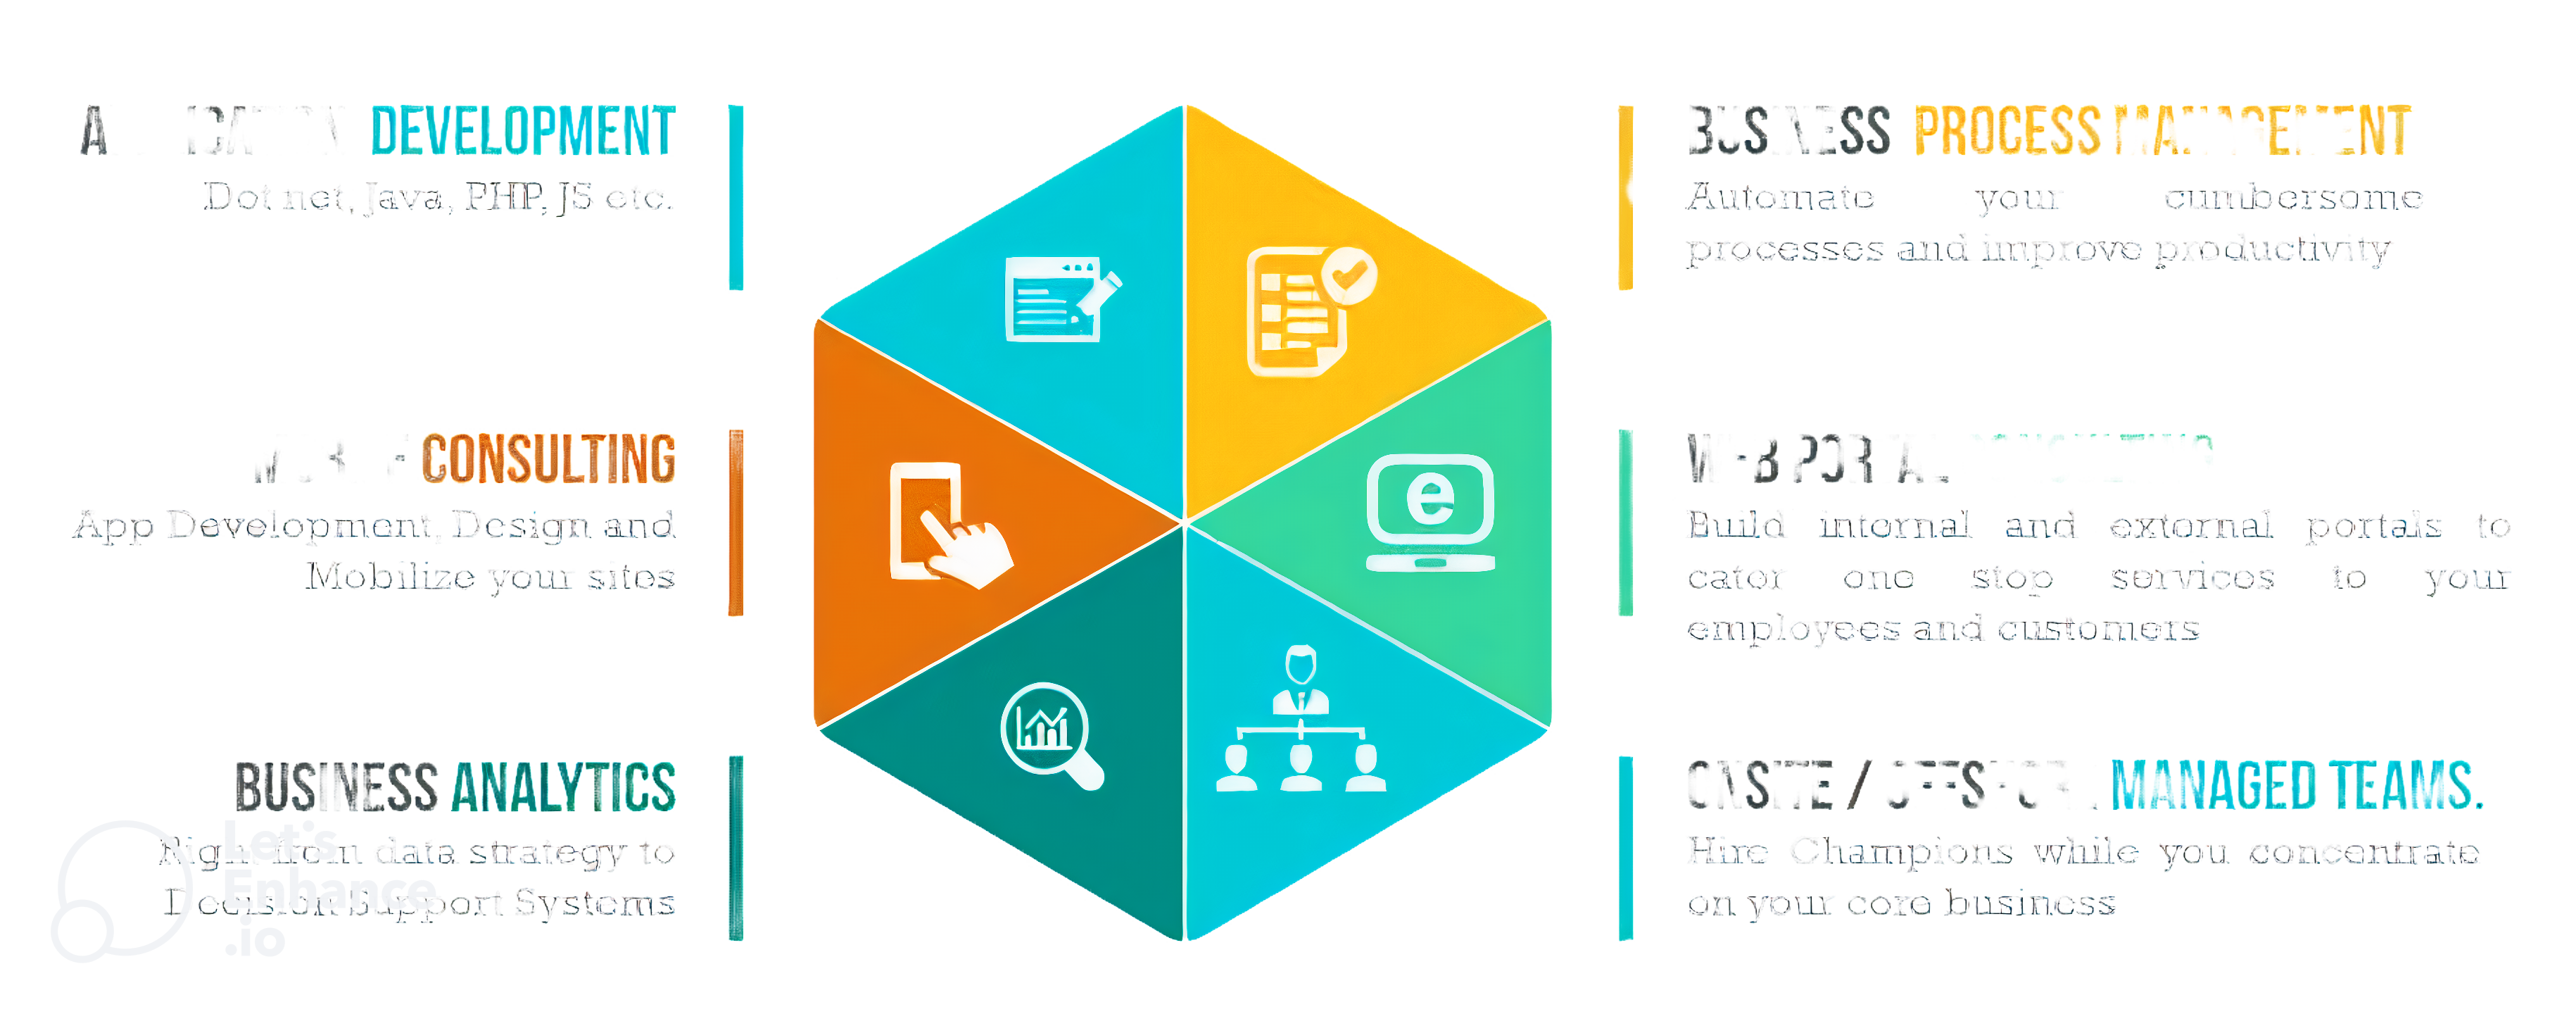 DEVELOPMENT
Dot net, Java, PHP, JS etc.
CONSULTING
App Development, Design and
Mobilize your sites
BUSINESS ANALYTICS
Right from data strategy to
Decision Support Systems
Let's
Enhance
.io
e
BUSINESS PROCESS MANAGEMENT
Automate your cumbersome
processes and improve productivity
WEB PORTAL
Build internal and external portals to
cater one stop services to your
employees and customers
ONSITE / OFFSHORE MANAGED TEAMS.
Hire Champions while you concentrate
on your core business